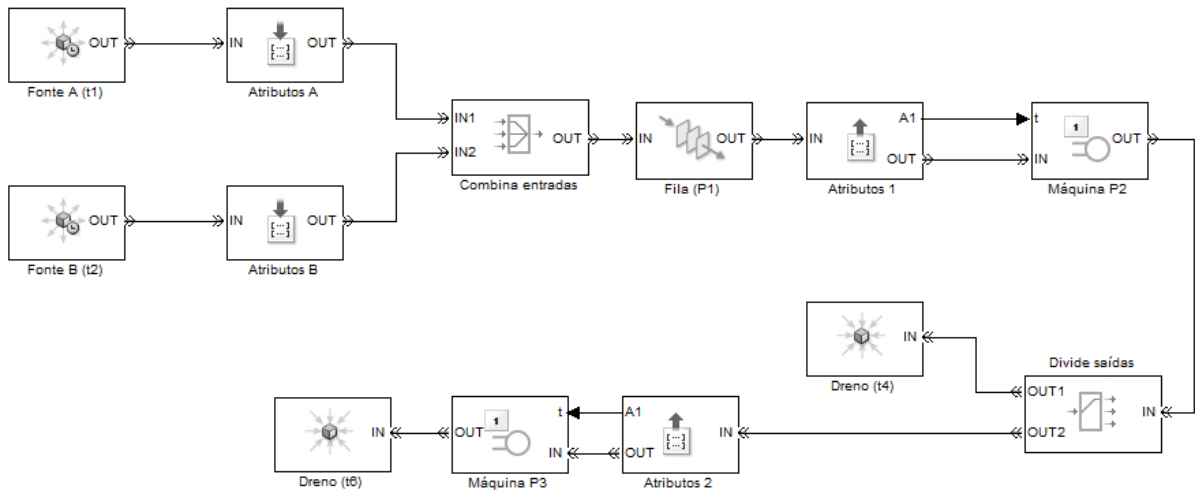 OUT
IN
OUT
Fonte A (t1)
Atributos A
IN1
IN2
OUT
Combina entradas
IN
OUT
Fila (P1)
IN
A1
OUT
Atributos 1
t
IN
OUT
Máquina P2
OUT
IN
OUT
Fonte B (t2)
Atributos B
IN
Dreno (t4)
Divide saídas
OUT1
OUT2
IN
IN
Dreno (t6)
t
OUT
IN
Máquina P3
A1
IN
OUT
Atributos 2
1
1